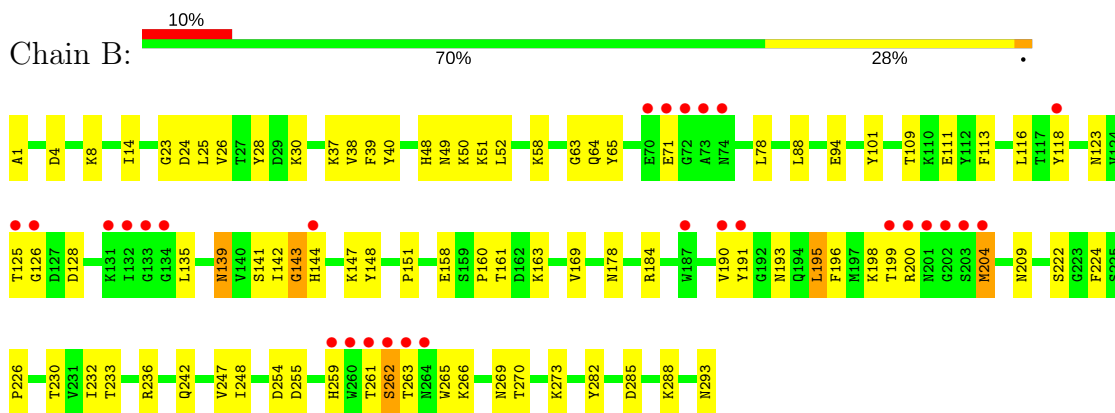 10%
Chain B:
70% 28% .
A1 D4 K8 I14 G23 D24 L25 V26 T27 Y28 D29 K30 K37 V38 F39 Y40 H48 N49 K50 K51 L52 K58 G63 Q64 Y65 E70 E71 G72 A73 N74 L78 L88 E94 Y101 T109 K110 E111 Y112 F113 L116 T117 Y118 N123
T125 G126 D127 D128 K131 I132 G133 G134 L135 N139 V140 S141 I142 G143 H144 K147 Y148 P151 E158 S159 P160 T161 D162 K163 V169 N178 R184 W187 V190 Y191 G192 N193 Q194 L195 F196 M197 K198 T199 R200 N201 G202 S203 M204 N209 S222 G223 F224
P226 T230 V231 I232 T233 R236 Q242 V247 I248 D254 D255 H259 W260 T261 S262 T263 N264 W265 K266 N269 T270 K273 Y282 D285 K288 N293